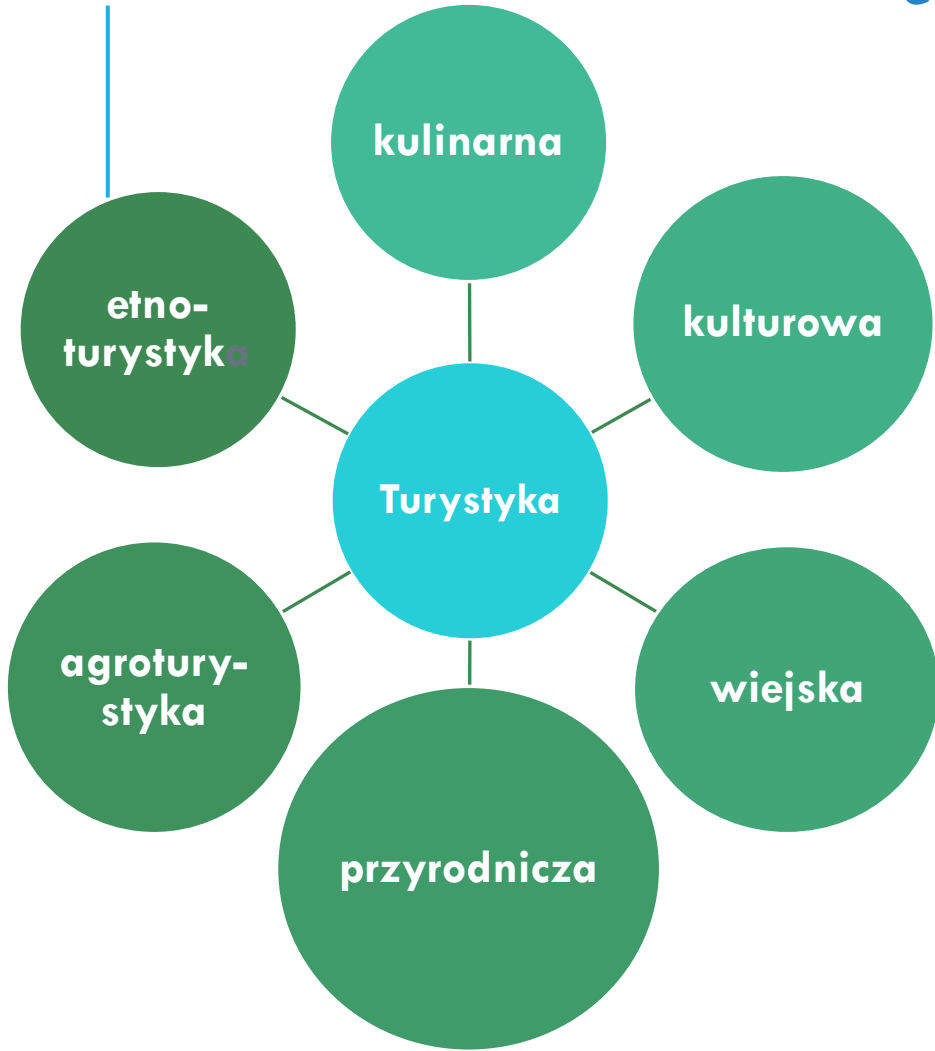 kulinarna
etno-
turystyka
kulturowa
Turystyka
agrotury-
styka
wiejska
przyrodnicza